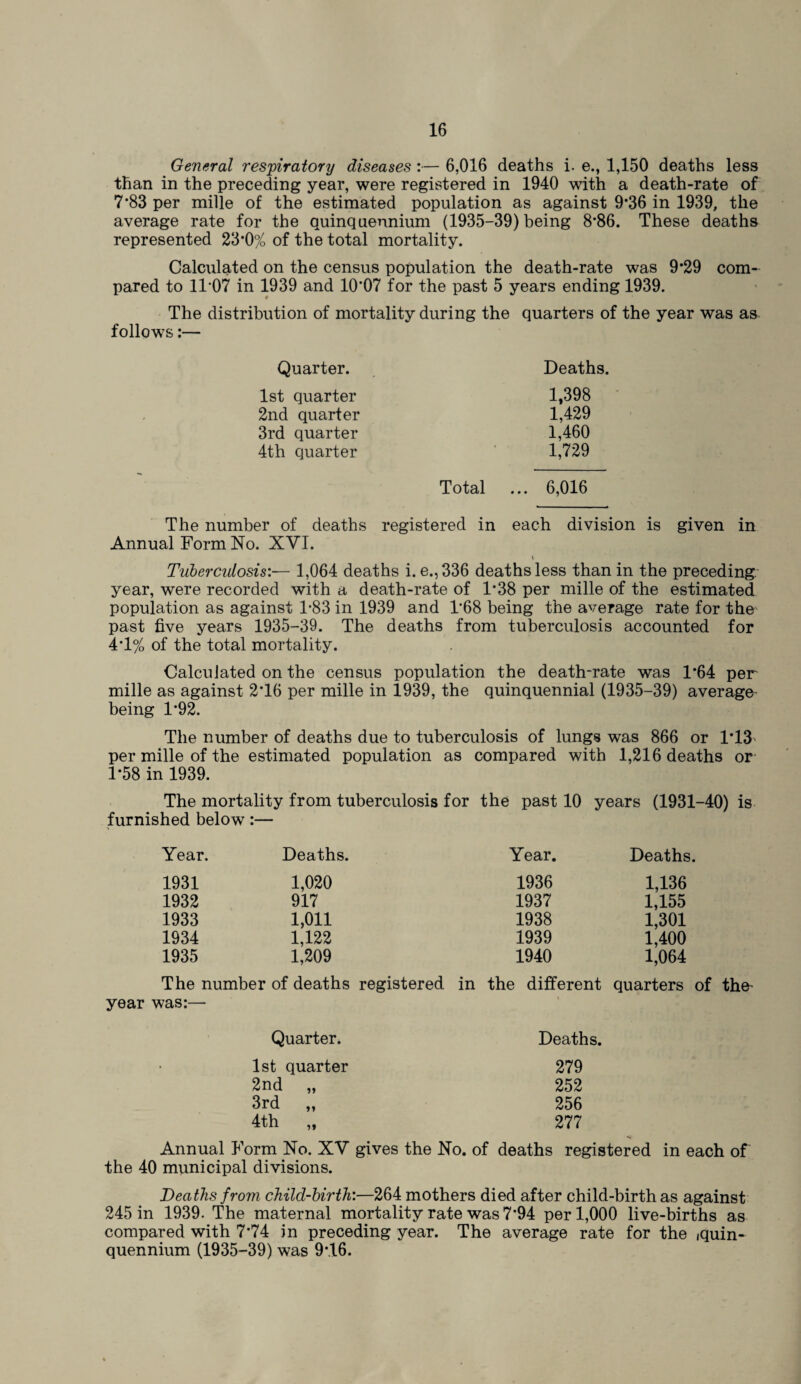 16
General respiratory diseases :— 6,016 deaths i. e., 1,150 deaths less
than in the preceding year, were registered in 1940 with a death-rate of
7·83 per mille of the estimated population as against 9·36 in 1939, the
average rate for the quinquennium (1935-39) being 8·86. These deaths
represented 23·0% of the total mortality.
Calculated on the census population the death-rate was 9·29 com-
pared to 11·07 in 1939 and 10·07 for the past 5 years ending 1939.
The distribution of mortality during the quarters of the year was as
follows:—
Quarter. Deaths.
1st quarter 1,398
2nd quarter 1,429
3rd quarter 1,460
4th quarter 1,729
Total ... 6,016
The number of deaths registered in each division is given in
Annual Form No. XVI.
Tuberculosis:— 1,064 deaths i. e., 336 deaths less than in the preceding
year, were recorded with a death-rate of 1·38 per mille of the estimated
population as against 1·83 in 1939 and 1·68 being the average rate for the
past five years 1935-39. The deaths from tuberculosis accounted for
4·1% of the total mortality.
Calculated on the census population the death-rate was 1·64 per
mille as against 2·16 per mille in 1939, the quinquennial (1935-39) average
being 1·92.
The number of deaths due to tuberculosis of lungs was 866 or 1·13
per mille of the estimated population as compared with 1,216 deaths or
1·58 in 1939.
The mortality from tuberculosis for the past 10 years (1931-40) is
furnished below :—
Year. Deaths. Year. Deaths.
1931 1,020 1936 1,136
1932 917 1937 1,155
1933 1,011 1938 1,301
1934 1,122 1939 1,400
1935 1,209 1940 1,064
The number of deaths registered in the different quarters of the
year was:—
Quarter. Deaths.
1st quarter 279
2nd „ 252
3rd „ 256
4th „ 277
Annual Form No. XV gives the No. of deaths registered in each of
the 40 municipal divisions.
Deaths from child-birth:—264 mothers died after child-birth as against
245 in 1939. The maternal mortality rate was 7·94 per 1,000 live-births as
compared with 7·74 in preceding year. The average rate for the quin-
quennium (1935-39) was 9·16.